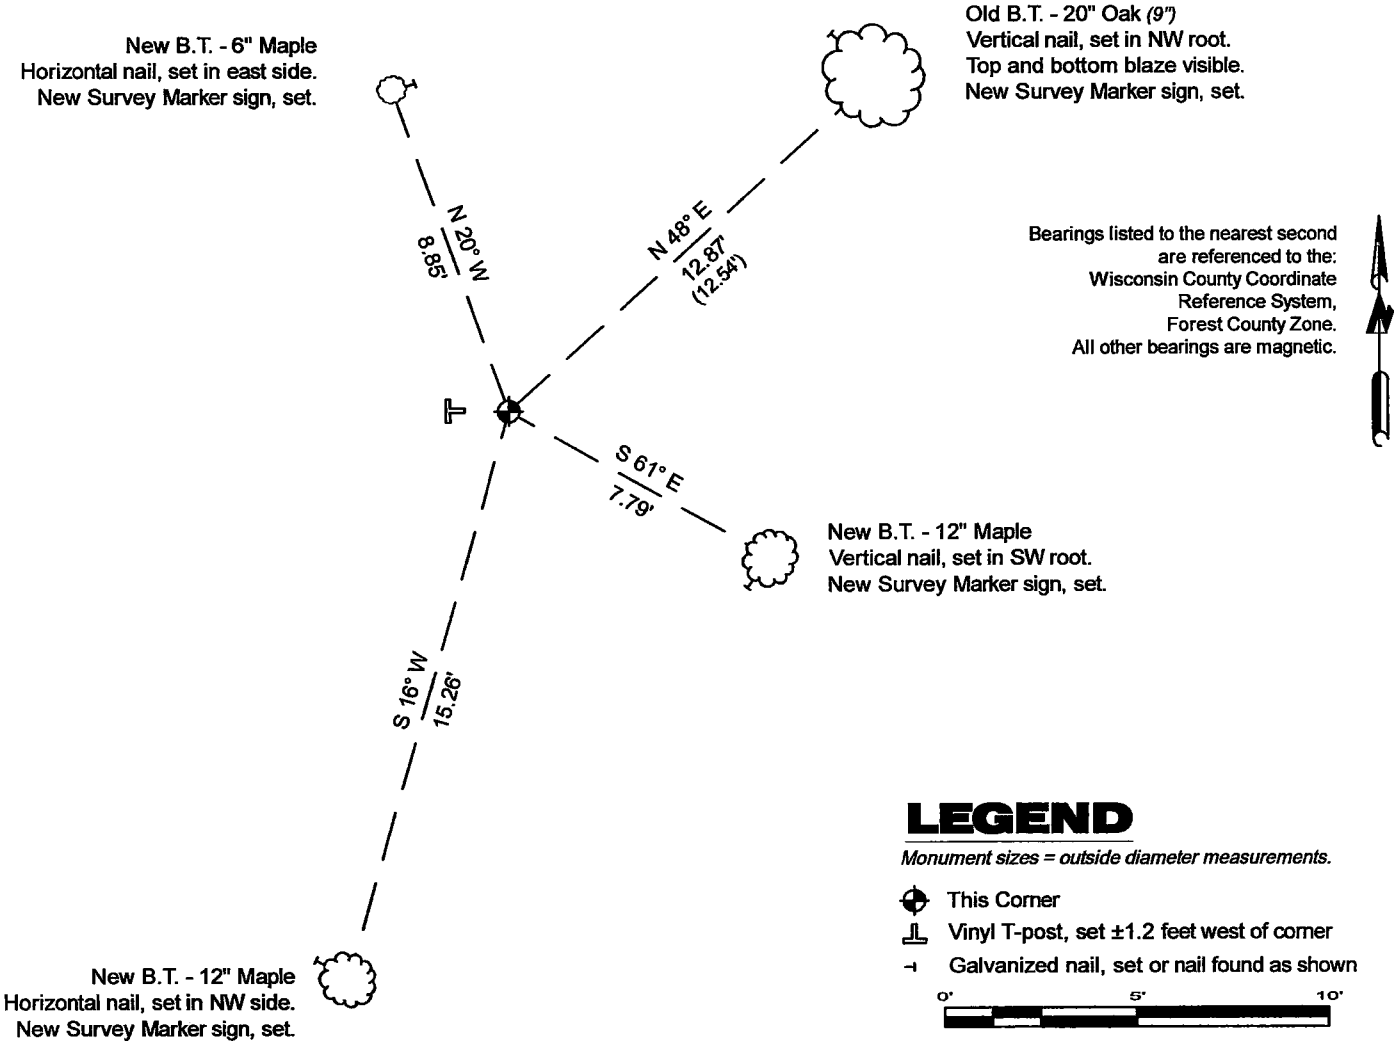 New B.T. - 6" Maple
Horizontal nail, set in east side.
New Survey Marker sign, set.
Old B.T. - 20" Oak (9")
Vertical nail, set in NW root.
Top and bottom blaze visible.
New Survey Marker sign, set.
N 20° W
8.85'
N 48° E
12.87'
(12.54')
Bearings listed to the nearest second
are referenced to the:
Wisconsin County Coordinate
Reference System,
Forest County Zone.
All other bearings are magnetic.
N
S 61° E
7.79'
New B.T. - 12" Maple
Vertical nail, set in SW root.
New Survey Marker sign, set.
S 16° W
15.26'
New B.T. - 12" Maple
Horizontal nail, set in NW side.
New Survey Marker sign, set.
LEGEND
Monument sizes = outside diameter measurements.
This Corner
Vinyl T-post, set ±1.2 feet west of corner
Galvanized nail, set or nail found as shown
0' 5' 10'